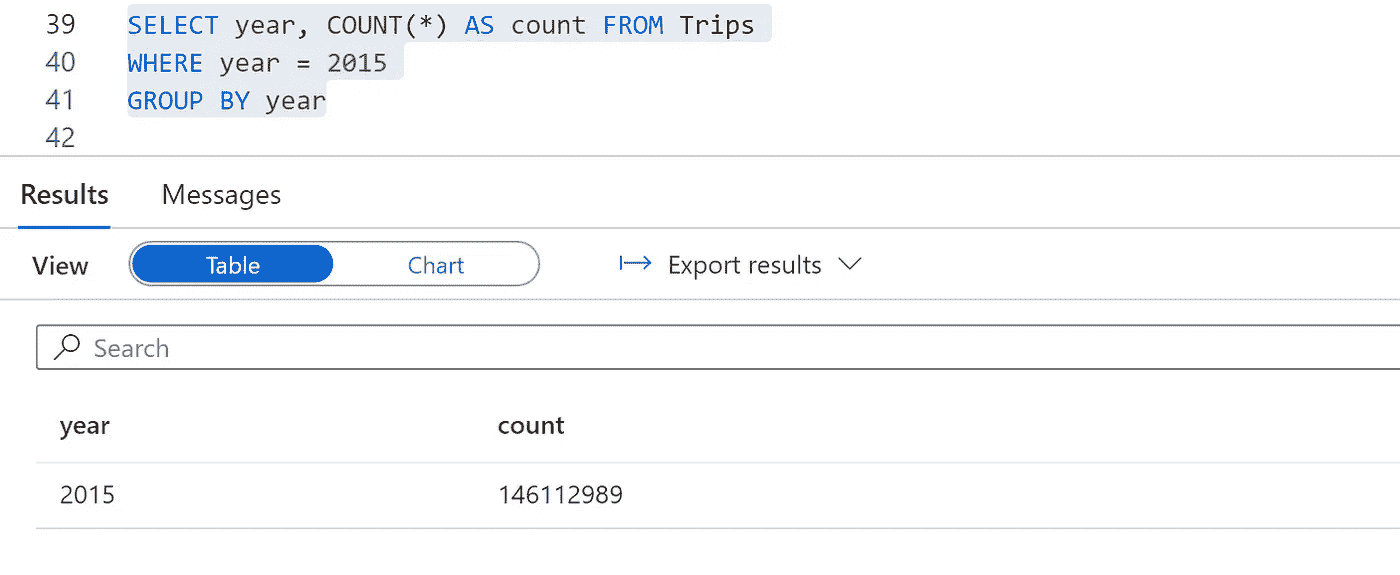 39 SELECT year, COUNT(*) AS count FROM Trips
40 WHERE year = 2015
41 GROUP BY year
42
Results Messages
View Table Chart Export results
Search
year count
2015 146112989